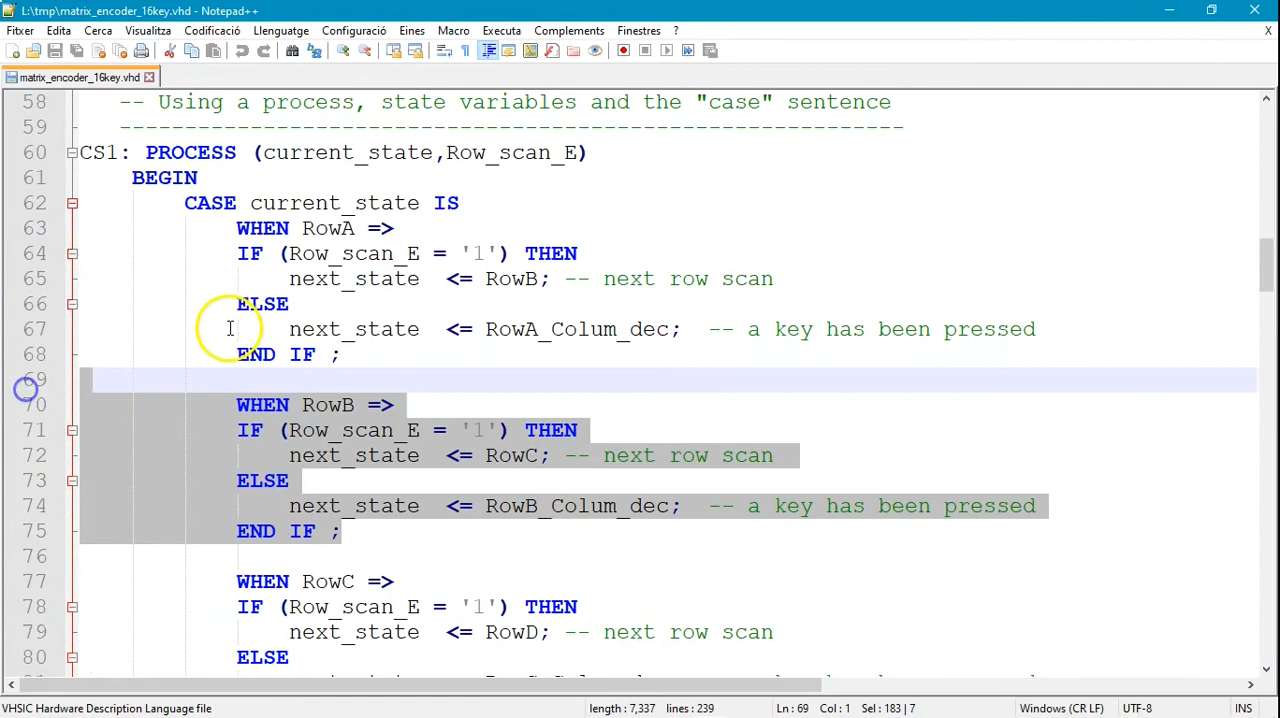 L:\tmp\matrix_encoder_16key.vhd - Notepad++
Fitxer Edita Cerca Visualitza Codificació Llenguatge Configuració Eines Macro Executa Complements Finestres ? X
matrix_encoder_16key.vhd
58 -- Using a process, state variables and the "case" sentence
59 -----------------------------------------------------------
60 CS1: PROCESS (current_state,Row_scan_E)
61 BEGIN
62 CASE current_state IS
63 WHEN RowA =>
64 IF (Row_scan_E = '1') THEN
65 next_state <= RowB; -- next row scan
66 ELSE
67 next_state <= RowA_Colum_dec; -- a key has been pressed
68 END IF ;
69
70 WHEN RowB =>
71 IF (Row_scan_E = '1') THEN
72 next_state <= RowC; -- next row scan
73 ELSE
74 next_state <= RowB_Colum_dec; -- a key has been pressed
75 END IF ;
76
77 WHEN RowC =>
78 IF (Row_scan_E = '1') THEN
79 next_state <= RowD; -- next row scan
80 ELSE
VHSIC Hardware Description Language file length : 7,337 lines : 239 Ln : 69 Col : 1 Sel : 183 | 7 Windows (CR LF) UTF-8 INS